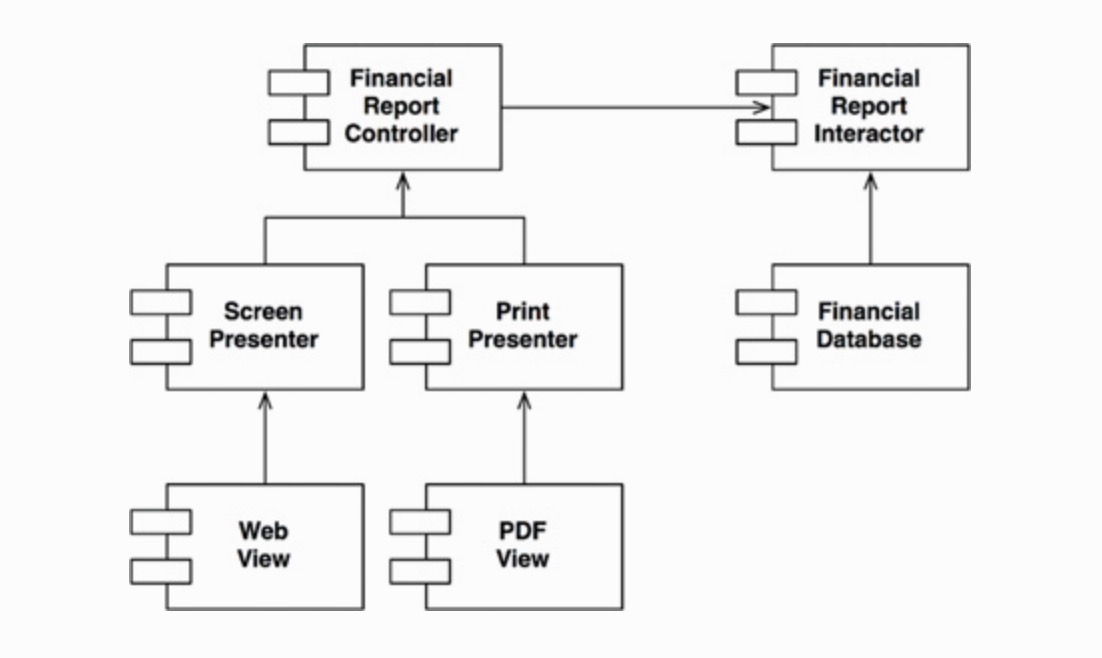 Financial
Report
Controller
Financial
Report
Interactor
Screen
Presenter
Print
Presenter
Financial
Database
Web
View
PDF
View